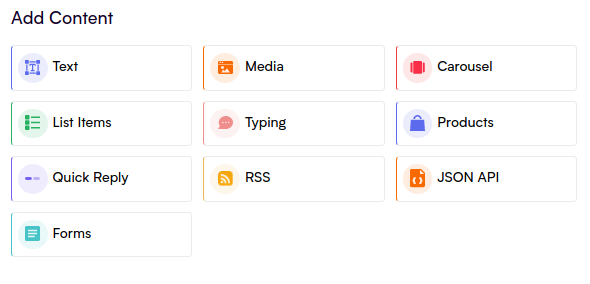 Add Content
Text
Media
Carousel
List Items
Typing
Products
Quick Reply
RSS
JSON API
Forms